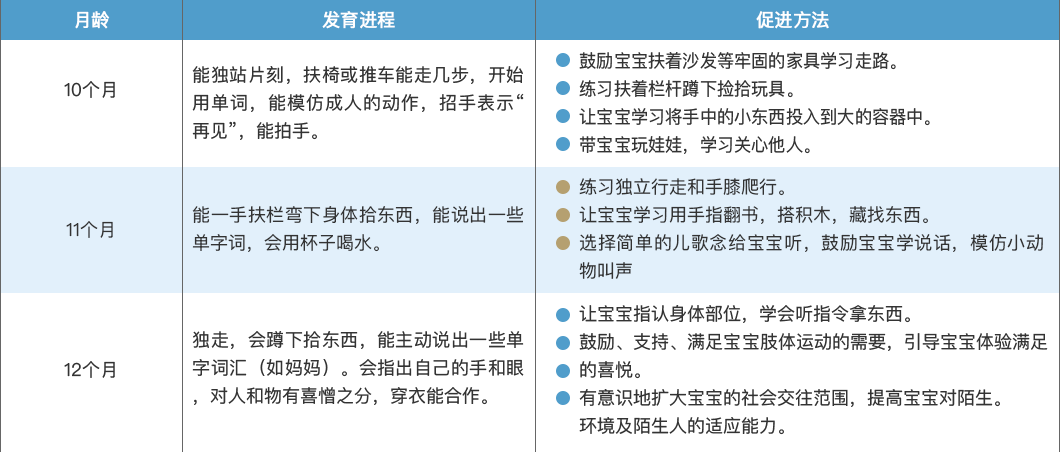 月龄
发育进程
促进方法
10个月
能独站片刻，扶椅或推车能走几步，开始
用单词，能模仿成人的动作，招手表示“
再见”，能拍手。
鼓励宝宝扶着沙发等牢固的家具学习走路。
练习扶着栏杆蹲下捡拾玩具。
让宝宝学习将手中的小东西投入到大的容器中。
带宝宝玩娃娃，学习关心他人。
11个月
能一手扶栏弯下身体拾东西，能说出一些
单字词，会用杯子喝水。
练习独立行走和手膝爬行。
让宝宝学习用手指翻书，搭积木，藏找东西。
选择简单的儿歌念给宝宝听，鼓励宝宝学说话，模仿小动
物叫声
12个月
独走，会蹲下拾东西，能主动说出一些单
字词汇（如妈妈）。会指出自己的手和眼
，对人和物有喜憎之分，穿衣能合作。
让宝宝指认身体部位，学会听指令拿东西。
鼓励、支持、满足宝宝肢体运动的需要，引导宝宝体验满足
的喜悦。
有意识地扩大宝宝的社会交往范围，提高宝宝对陌生。
环境及陌生人的适应能力。